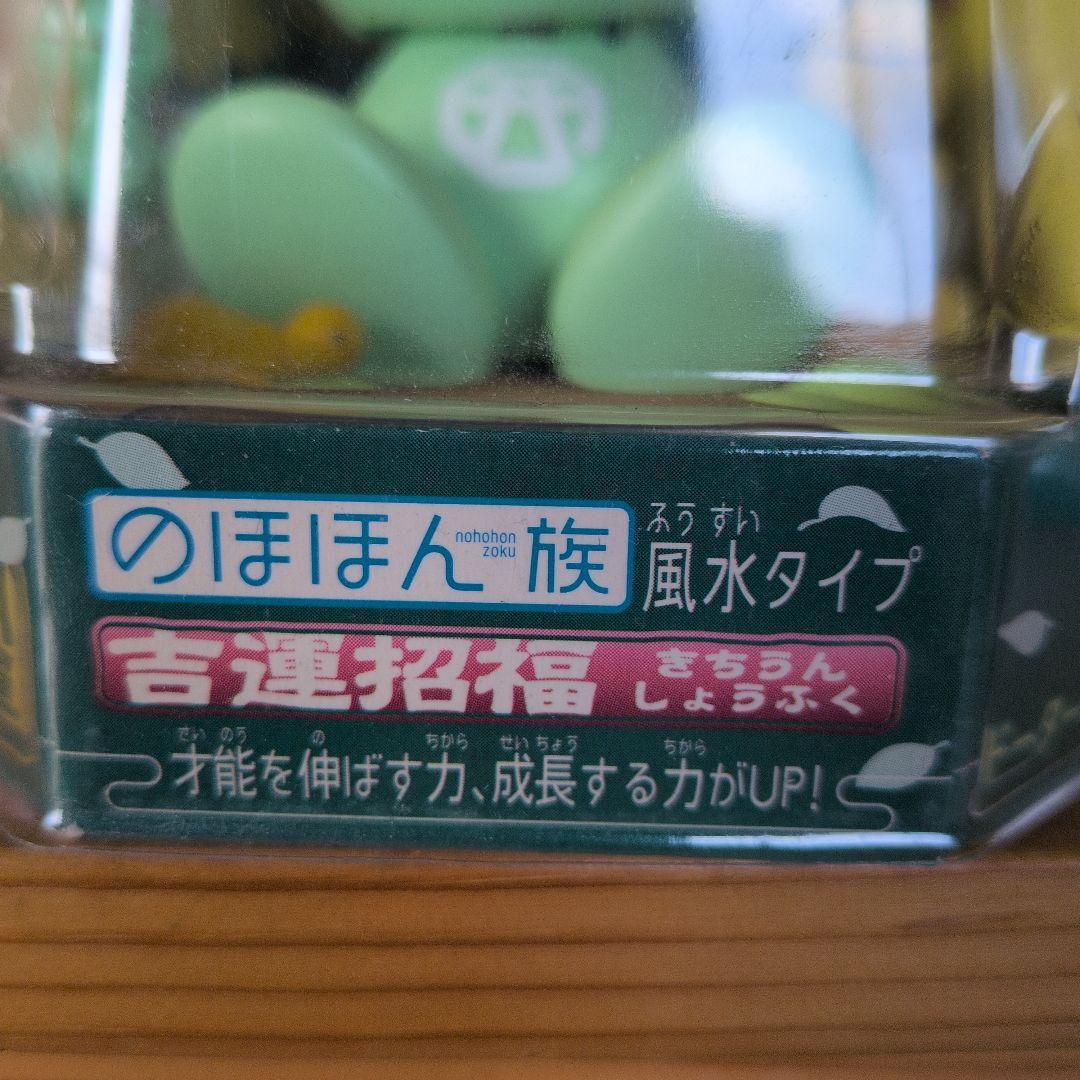 のほほん族
nohohon
zoku
ふうすい
風水タイプ
吉運招福
きちうん
しょうふく
さいのう の ちから せいちょう ちから
才能を伸ばす力、成長する力がUP!